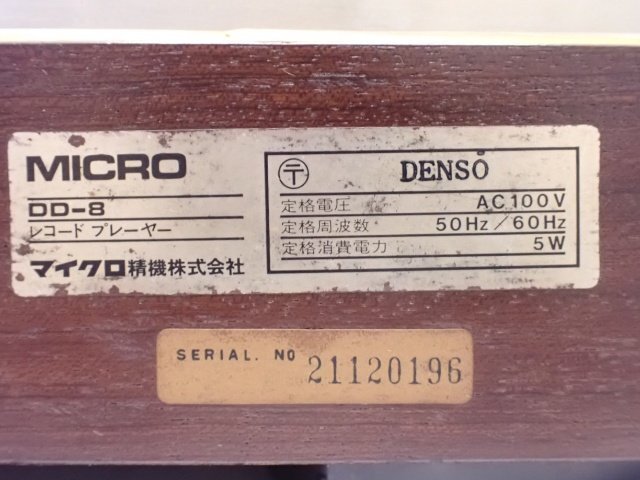 MICRO
DD-8
レコード プレーヤー
マイクロ精機株式会社
〒 DENSŌ
定格電圧 AC100V
定格周波数 50Hz/60Hz
定格消費電力 5W
SERIAL. NO 21120196